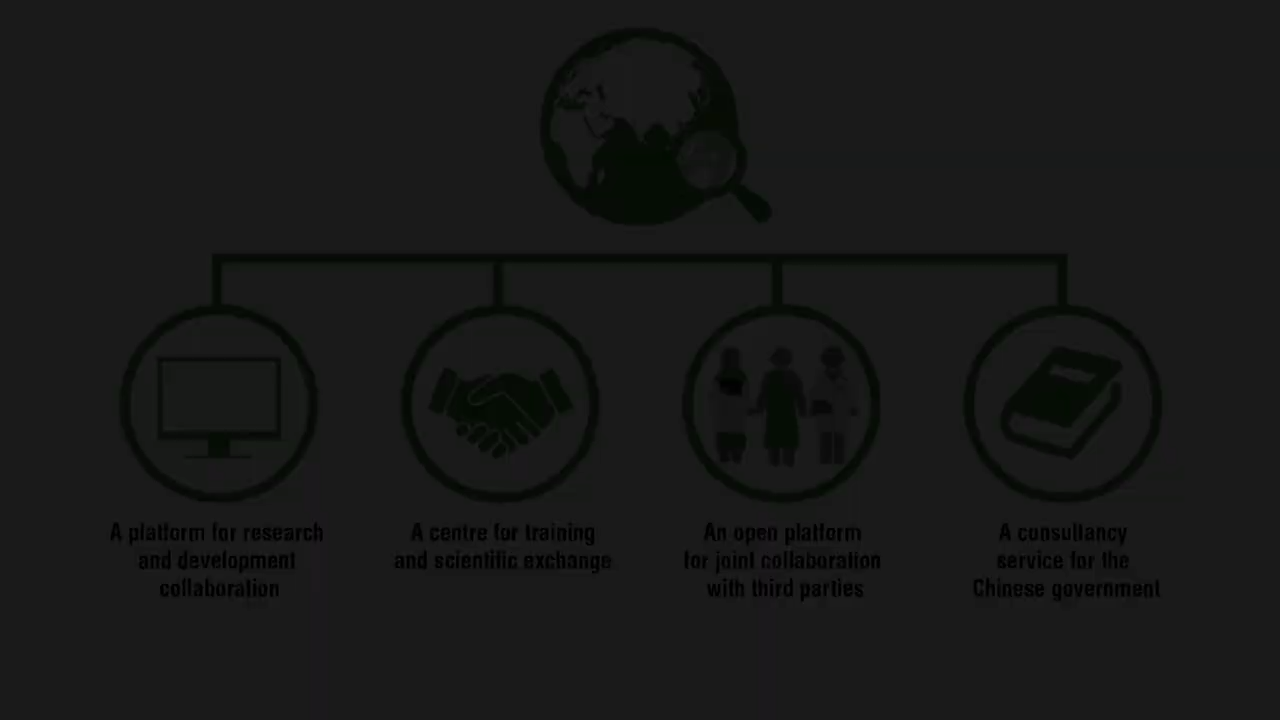 A platform for research
and development
collaboration
A centre for training
and scientific exchange
An open platform
for joint collaboration
with third parties
A consultancy
service for the
Chinese government